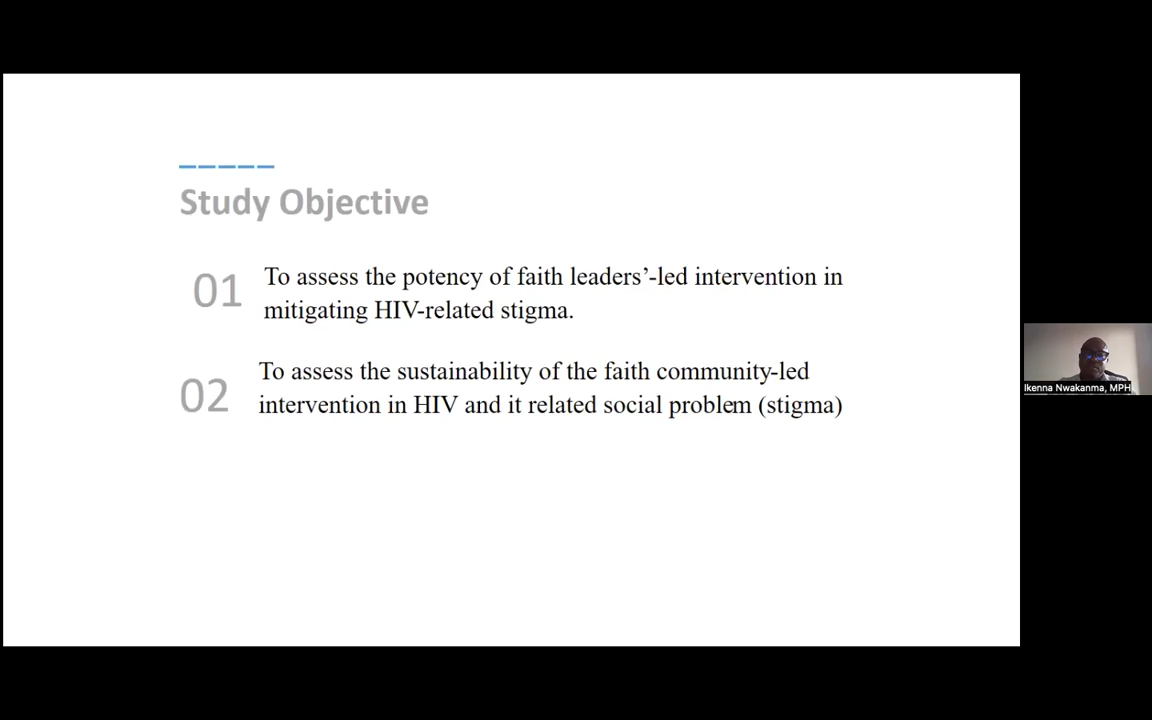 Study Objective
01
To assess the potency of faith leaders’-led intervention in
mitigating HIV-related stigma.
02
To assess the sustainability of the faith community-led
intervention in HIV and it related social problem (stigma)
Ikenna Nwakanma, MPH